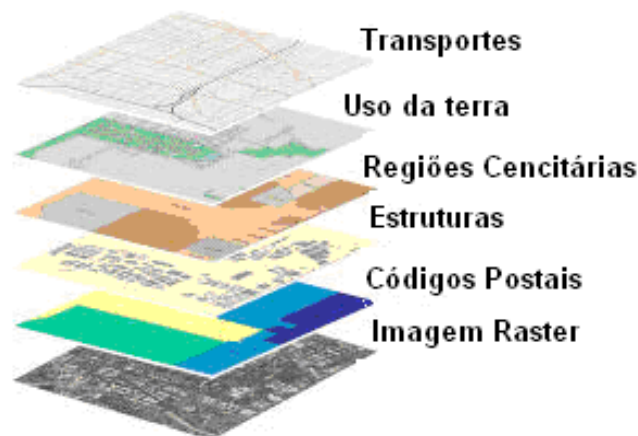 Transportes
Uso da terra
Regiões Cencitárias
Estruturas
Códigos Postais
Imagem Raster